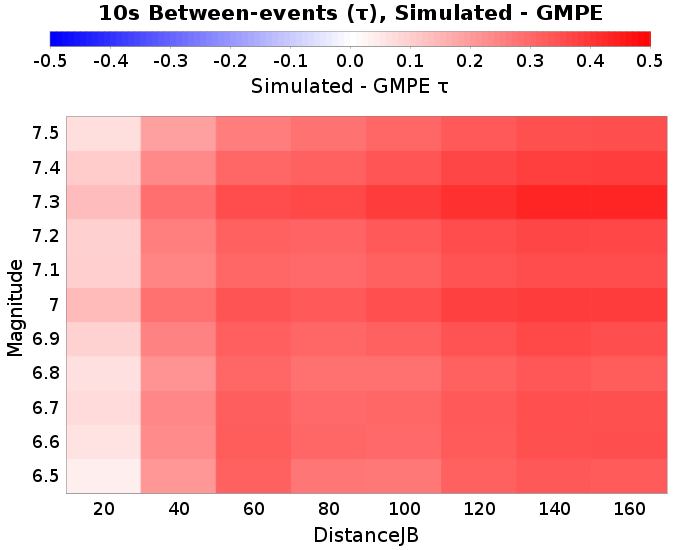 10s Between-events (τ), Simulated - GMPE
-0.5 -0.4 -0.3 -0.2 -0.1 0.0 0.1 0.2 0.3 0.4 0.5
Simulated - GMPE τ
Magnitude
7.5
7.4
7.3
7.2
7.1
7
6.9
6.8
6.7
6.6
6.5
20 40 60 80 100 120 140 160
DistanceJB